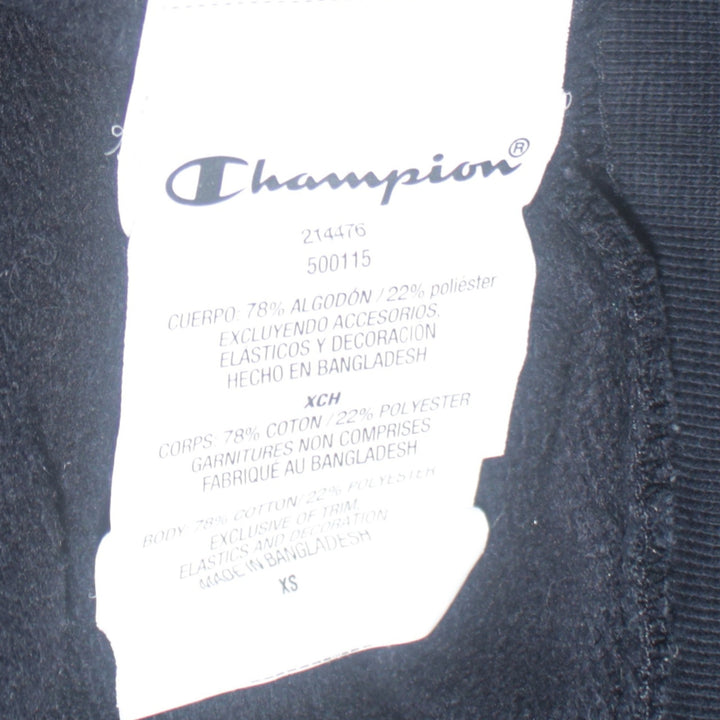 Champion®
214476
500115
CUERPO: 78% ALGODÓN / 22% poliéster
EXCLUYENDO ACCESORIOS,
ELASTICOS Y DECORACION
HECHO EN BANGLADESH
XCH
CORPS: 78% COTON / 22% POLYESTER
GARNITURES NON COMPRISES
FABRIQUÉ AU BANGLADESH
BODY: 78% COTTON / 22% POLYESTER
EXCLUSIVE OF TRIM,
ELASTICS AND DECORATION
MADE IN BANGLADESH
XS